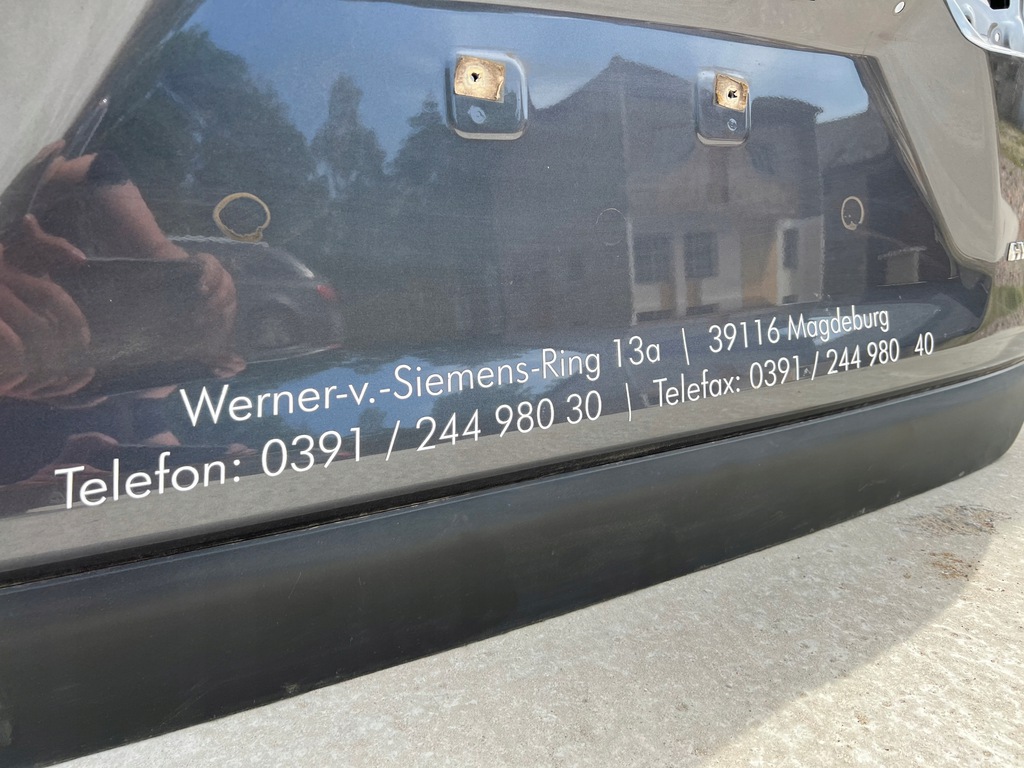 Werner-v.-Siemens-Ring 13a | 39116 Magdeburg
Telefon: 0391 / 244 980 30 | Telefax: 0391 / 244 980 40